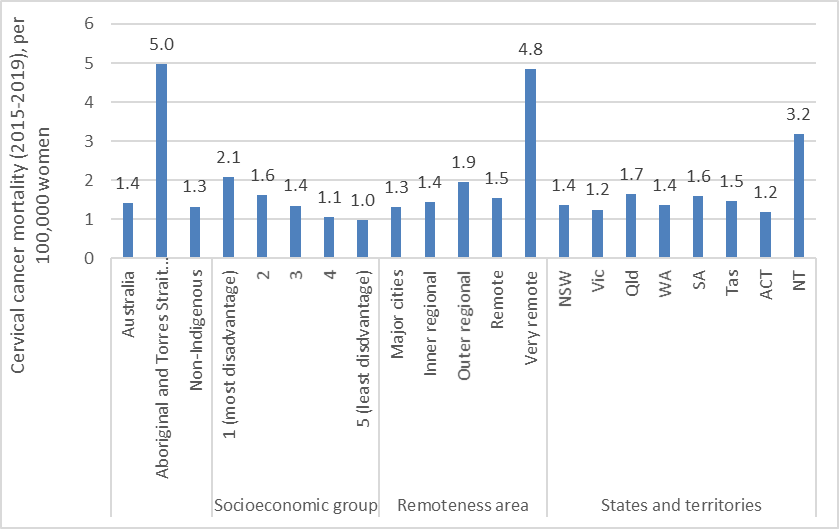 Cervical cancer mortality (2015-2019), per
100,000 women
6
5
4
3
2
1
0
1.4
5.0
1.3
2.1
1.6
1.4
1.1
1.0
1.3
1.4
1.9
1.5
4.8
1.4
1.2
1.7
1.4
1.6
1.5
1.2
3.2
Australia
Aboriginal and Torres Strait...
Non-Indigenous
1 (most disadvantage)
2
3
4
5 (least disdvantage)
Major cities
Inner regional
Outer regional
Remote
Very remote
NSW
Vic
Qld
WA
SA
Tas
ACT
NT
Socioeconomic group
Remoteness area
States and territories